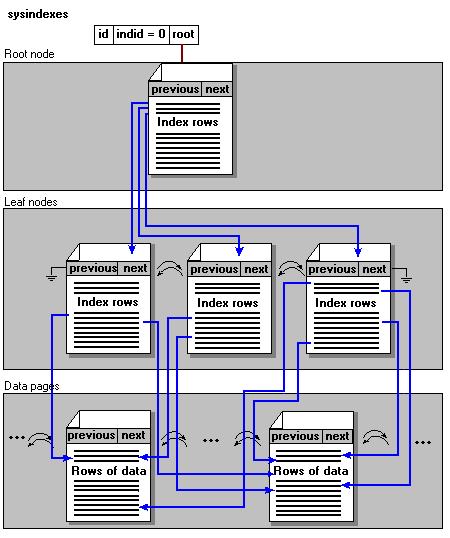 sysindexes
id indid = 0 root
Root node
previous next
Index rows
Leaf nodes
previous next previous next previous next
Index rows Index rows Index rows
Data pages
previous next previous next
... ... ...
Rows of data Rows of data